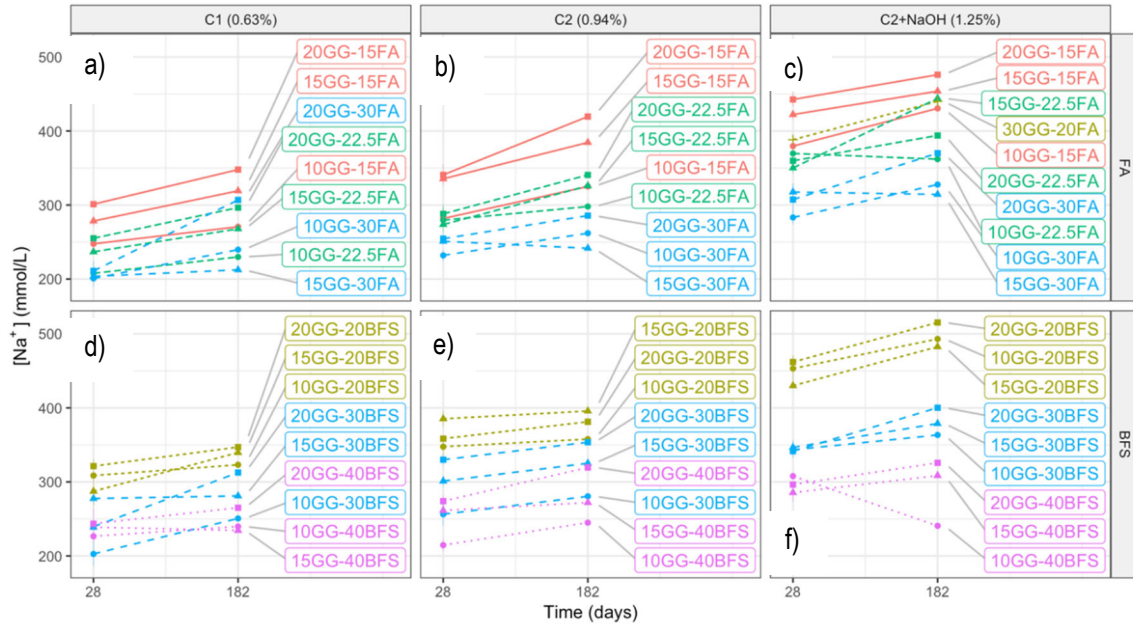 C1 (0.63%)
C2 (0.94%)
C2+NaOH (1.25%)
[Na⁺] (mmol/L)
500
400
300
200
a)
20GG-15FA
15GG-15FA
20GG-30FA
20GG-22.5FA
10GG-15FA
15GG-22.5FA
10GG-30FA
10GG-22.5FA
15GG-30FA
b)
20GG-15FA
15GG-15FA
20GG-22.5FA
15GG-22.5FA
10GG-15FA
10GG-22.5FA
20GG-30FA
10GG-30FA
15GG-30FA
c)
20GG-15FA
15GG-15FA
15GG-22.5FA
30GG-20FA
10GG-15FA
20GG-22.5FA
20GG-30FA
10GG-22.5FA
10GG-30FA
15GG-30FA
FA
500
400
300
200
d)
20GG-20BFS
15GG-20BFS
10GG-20BFS
20GG-30BFS
15GG-30BFS
20GG-40BFS
10GG-30BFS
10GG-40BFS
15GG-40BFS
e)
15GG-20BFS
20GG-20BFS
10GG-20BFS
20GG-30BFS
15GG-30BFS
20GG-40BFS
10GG-30BFS
15GG-40BFS
10GG-40BFS
f)
20GG-20BFS
10GG-20BFS
15GG-20BFS
20GG-30BFS
15GG-30BFS
10GG-30BFS
20GG-40BFS
15GG-40BFS
10GG-40BFS
BFS
28
182
28
182
28
182
Time (days)